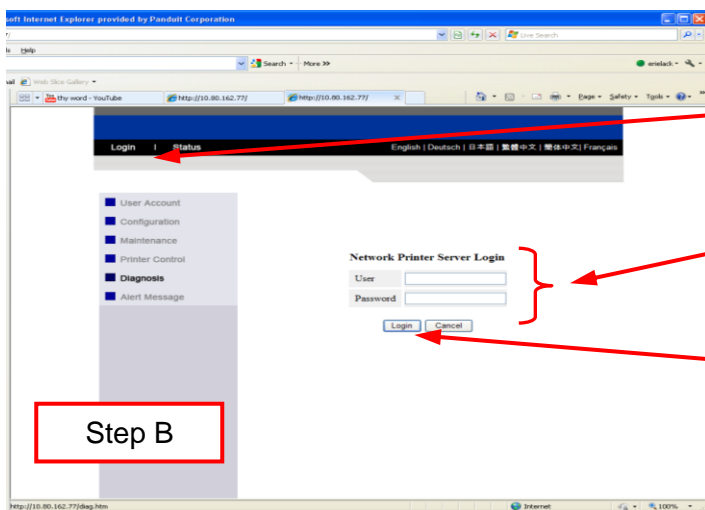 soft Internet Explorer provided by Panduit Corporation
Live Search
Help
Search
More >>
erielack
Web Slice Gallery
thy word - YouTube
http://10.80.162.77/
http://10.80.162.77/
Page
Safety
Tools
Login | Status
English | Deutsch | 日本語 | 繁體中文 | 簡体中文| Français
User Account
Configuration
Maintenance
Printer Control
Diagnosis
Alert Message
Network Printer Server Login
User
Password
Login
Cancel
Step B
http://10.80.162.77/diag.htm
Internet
100%